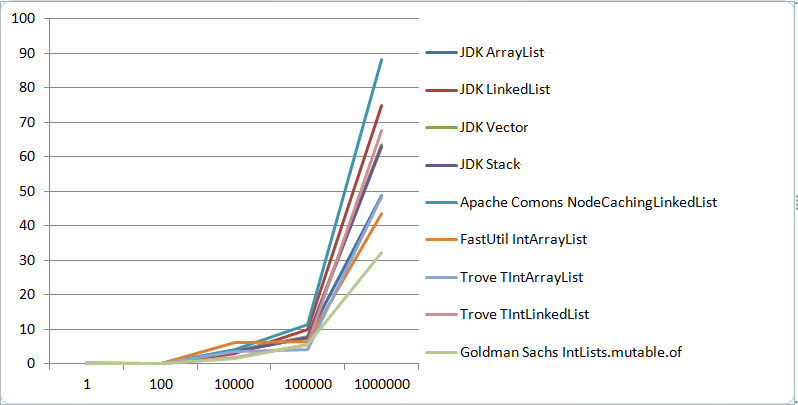 100
90
80
70
60
50
40
30
20
10
0
1 100 10000 100000 1000000
JDK ArrayList
JDK LinkedList
JDK Vector
JDK Stack
Apache Comons NodeCachingLinkedList
FastUtil IntArrayList
Trove TIntArrayList
Trove TIntLinkedList
Goldman Sachs IntLists.mutable.of